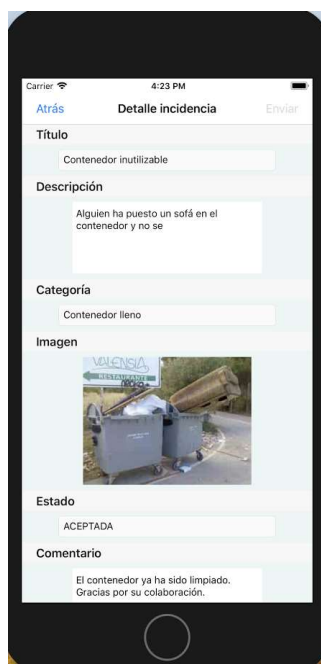 Carrier 4:23 PM
Atrás Detalle incidencia Enviar
Título
Contenedor inutilizable
Descripción
Alguien ha puesto un sofá en el
contenedor y no se
Categoría
Contenedor lleno
Imagen
VALENSIA
RESTAURANTE
Estado
ACEPTADA
Comentario
El contenedor ya ha sido limpiado.
Gracias por su colaboración.